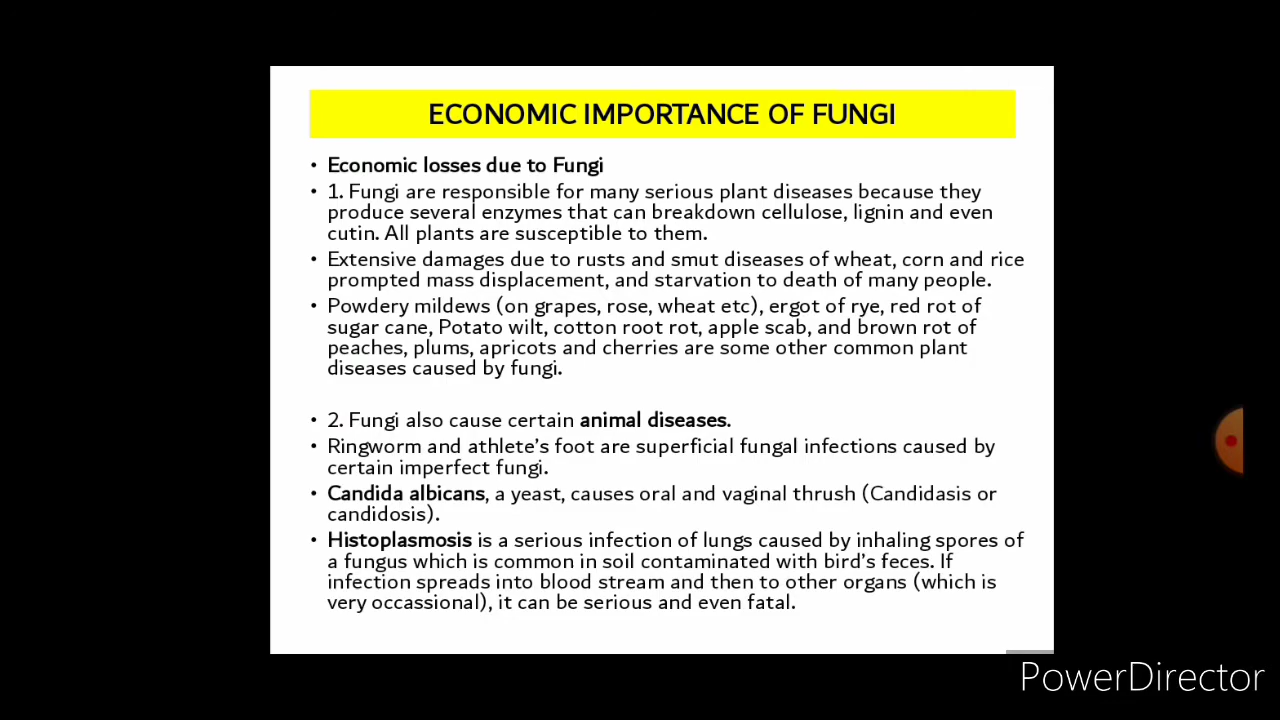 ECONOMIC IMPORTANCE OF FUNGI
• Economic losses due to Fungi
• 1. Fungi are responsible for many serious plant diseases because they
produce several enzymes that can breakdown cellulose, lignin and even
cutin. All plants are susceptible to them.
• Extensive damages due to rusts and smut diseases of wheat, corn and rice
prompted mass displacement, and starvation to death of many people.
• Powdery mildews (on grapes, rose, wheat etc), ergot of rye, red rot of
sugar cane, Potato wilt, cotton root rot, apple scab, and brown rot of
peaches, plums, apricots and cherries are some other common plant
diseases caused by fungi.
• 2. Fungi also cause certain animal diseases.
• Ringworm and athlete's foot are superficial fungal infections caused by
certain imperfect fungi.
• Candida albicans, a yeast, causes oral and vaginal thrush (Candidasis or
candidosis).
• Histoplasmosis is a serious infection of lungs caused by inhaling spores of
a fungus which is common in soil contaminated with bird's feces. If
infection spreads into blood stream and then to other organs (which is
very occassional), it can be serious and even fatal.
PowerDirector